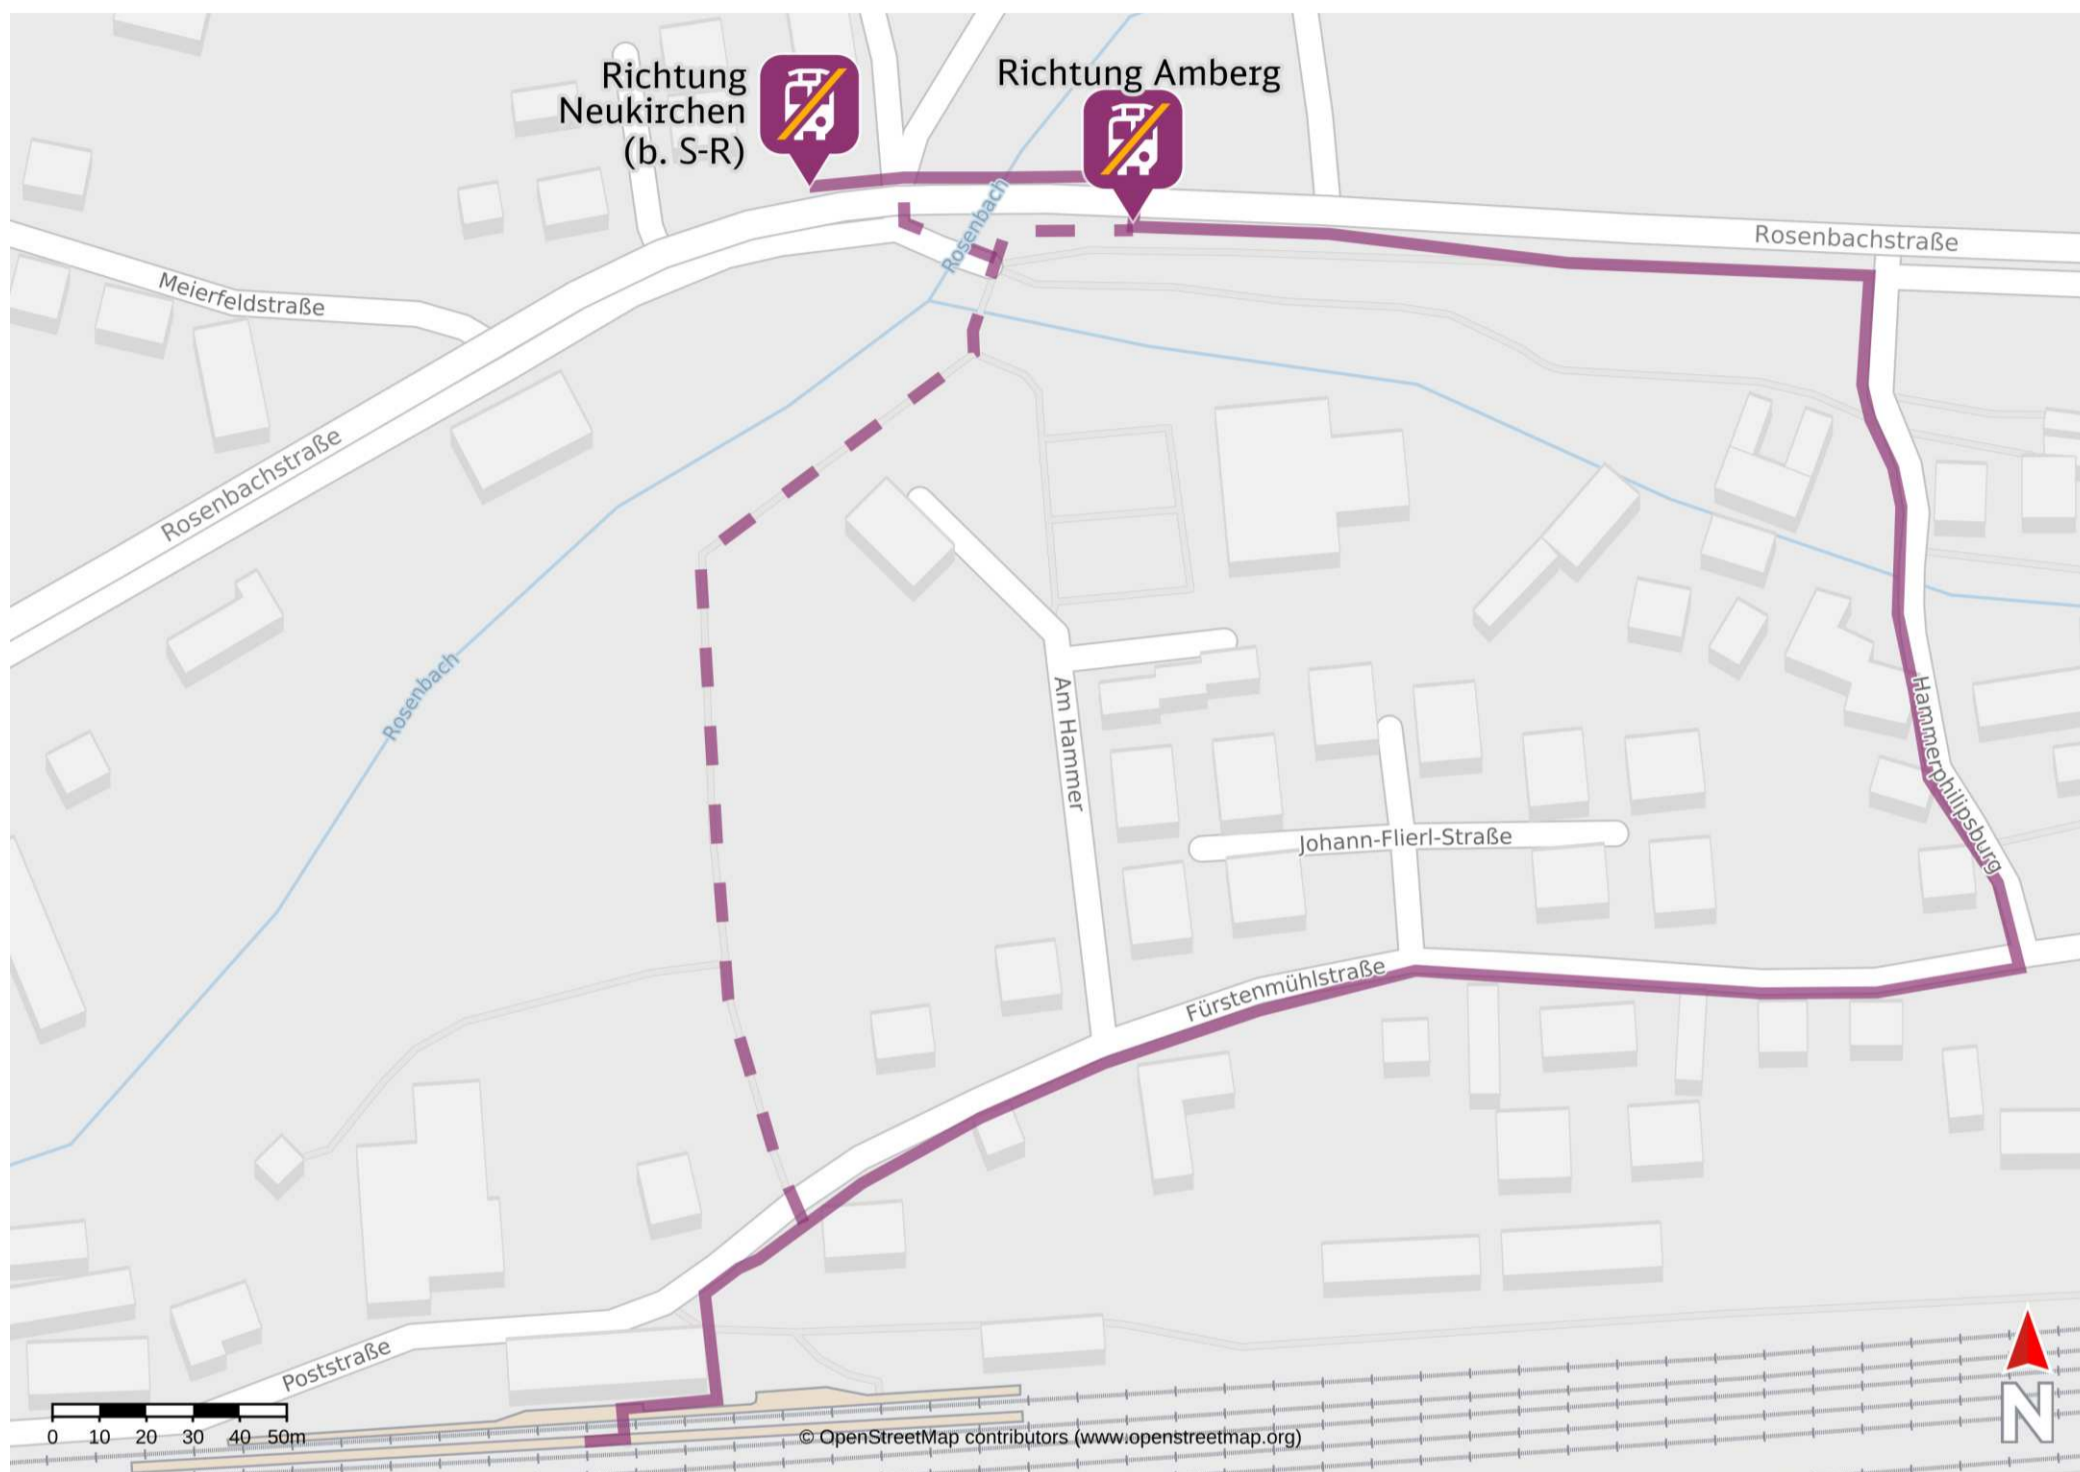 Richtung
Neukirchen
(b. S-R)
Richtung Amberg
Rosenbach
Rosenbachstraße
Meierfeldstraße
Rosenbachstraße
Rosenbach
Am Hammer
Hammerphilipsburg
Johann-Flierl-Straße
Fürstenmühlstraße
Poststraße
0 10 20 30 40 50m
© OpenStreetMap contributors (www.openstreetmap.org)
N